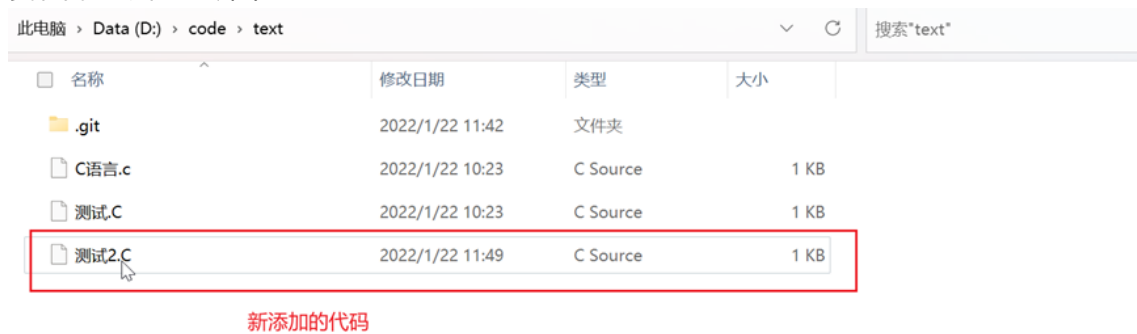 此电脑 › Data (D:) › code › text 搜索"text"
名称 修改日期 类型 大小
.git 2022/1/22 11:42 文件夹
C语言.c 2022/1/22 10:23 C Source 1 KB
测试.C 2022/1/22 10:23 C Source 1 KB
测试2.C 2022/1/22 11:49 C Source 1 KB
新添加的代码